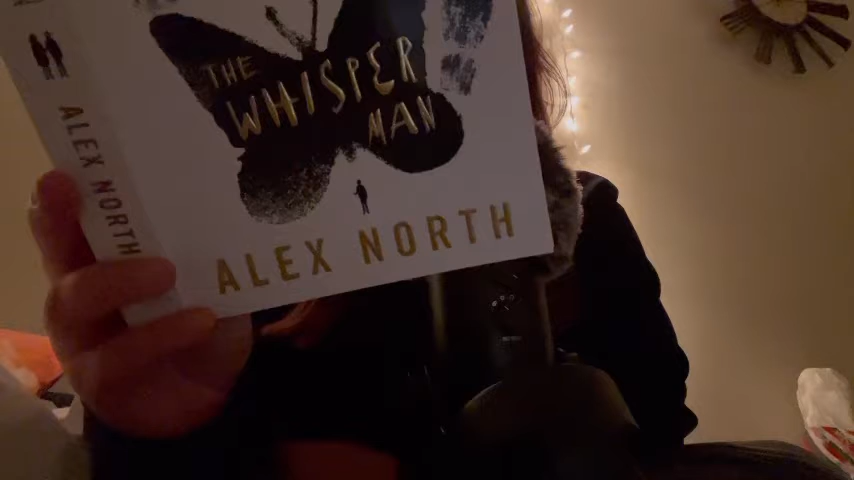 THE
WHISPER
MAN
ALEX NORTH
ALEX NORTH